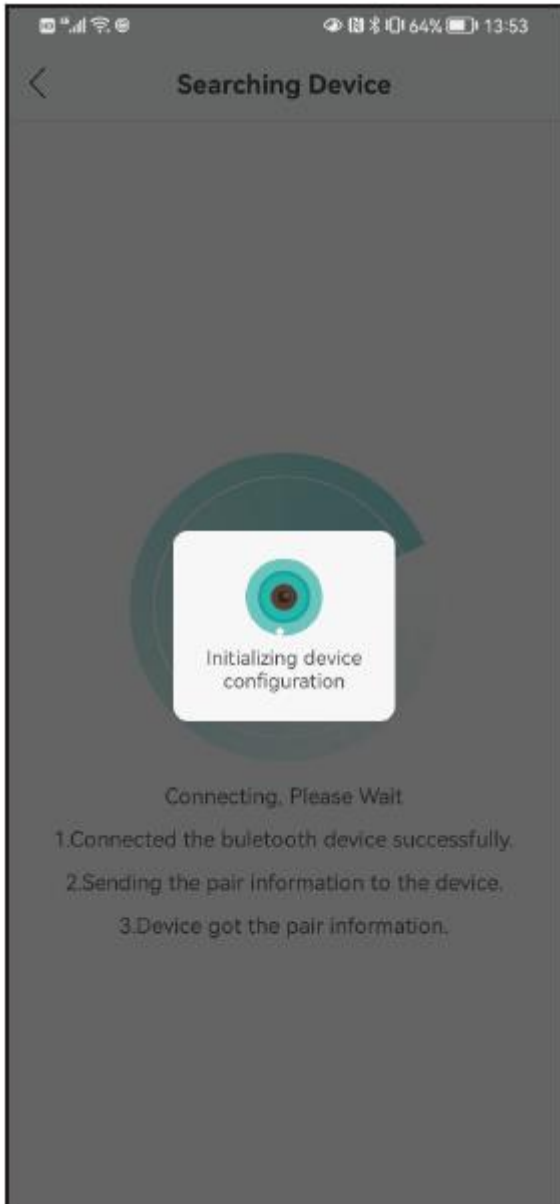 64% 13:53
Searching Device
Initializing device
configuration
Connecting, Please Wait
1.Connected the buletooth device successfully.
2.Sending the pair information to the device.
3.Device got the pair information.